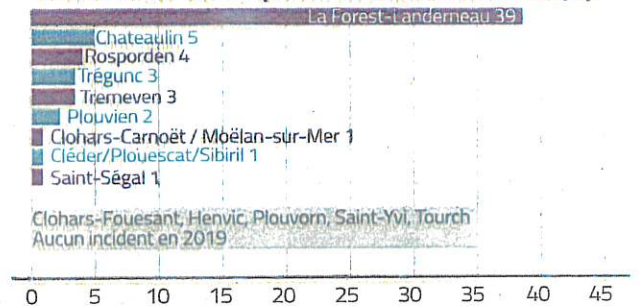 La Forest-Landerneau 39
Chateaulin 5
Rosporden 4
Trégunc 3
Tremeven 3
Plouvien 2
Clohars-Carnoët / Moëlan-sur-Mer 1
Cléder/Plouescat/Sibiril 1
Saint-Ségal 1
Clohars-Fouesant, Henvic, Plouvorn, Saint-Yvi, Tourch
Aucun incident en 2019
0 5 10 15 20 25 30 35 40 45